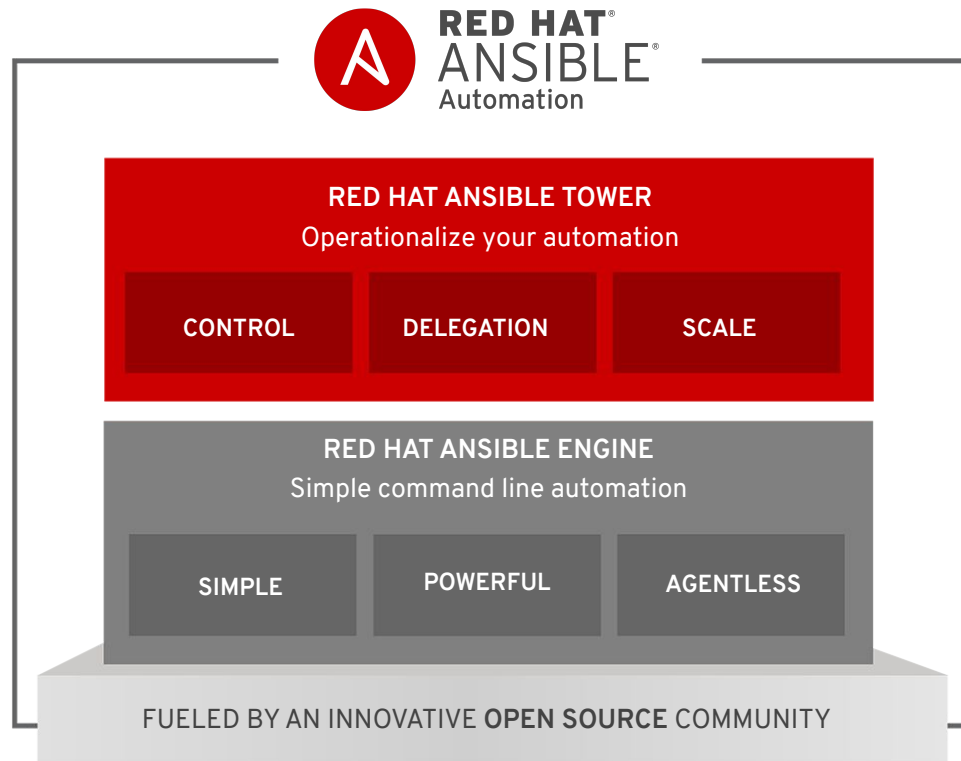 RED HAT®
ANSIBLE®
Automation
RED HAT ANSIBLE TOWER
Operationalize your automation
CONTROL
DELEGATION
SCALE
RED HAT ANSIBLE ENGINE
Simple command line automation
SIMPLE
POWERFUL
AGENTLESS
FUELED BY AN INNOVATIVE OPEN SOURCE COMMUNITY